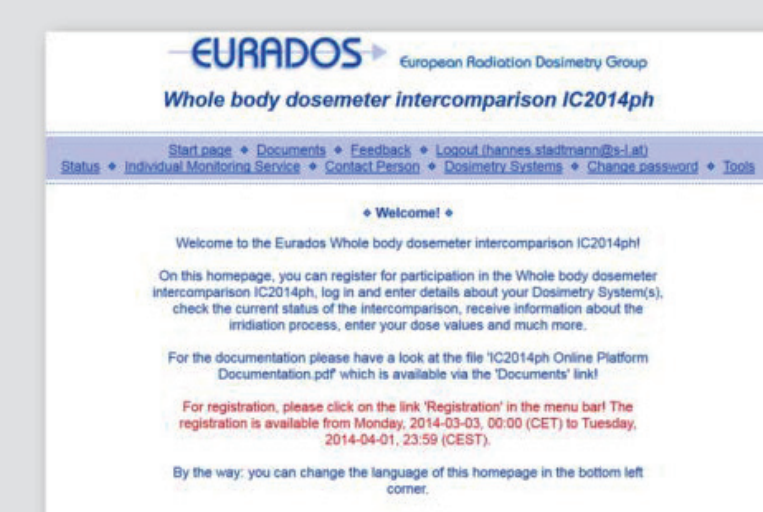 EURADOS European Radiation Dosimetry Group
Whole body dosemeter intercomparison IC2014ph
Start page ◆ Documents ◆ Feedback ◆ Logout (hannes.stadtmann@s-l.at)
Status ◆ Individual Monitoring Service ◆ Contact Person ◆ Dosimetry Systems ◆ Change password ◆ Tools
◆ Welcome! ◆
Welcome to the Eurados Whole body dosemeter intercomparison IC2014ph!
On this homepage, you can register for participation in the Whole body dosemeter
intercomparison IC2014ph, log in and enter details about your Dosimetry System(s),
check the current status of the intercomparison, receive information about the
irridiation process, enter your dose values and much more.
For the documentation please have a look at the file 'IC2014ph Online Platform
Documentation.pdf' which is available via the 'Documents' link!
For registration, please click on the link 'Registration' in the menu bar! The
registration is available from Monday, 2014-03-03, 00:00 (CET) to Tuesday,
2014-04-01, 23:59 (CEST).
By the way: you can change the language of this homepage in the bottom left
corner.